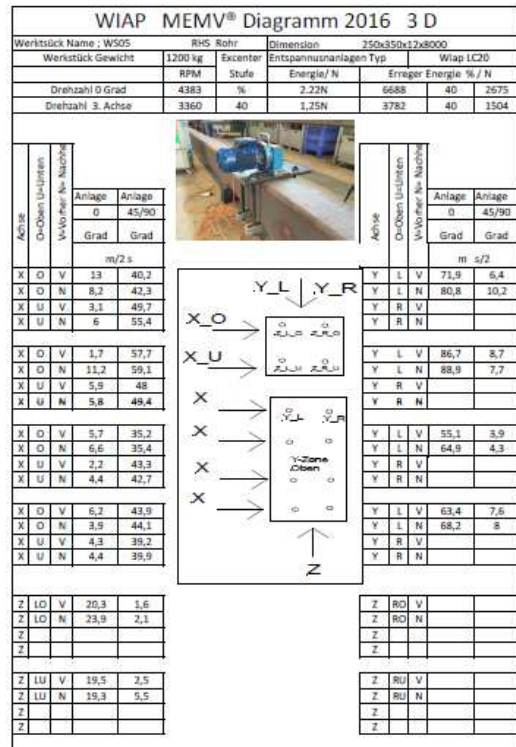 WIAP MEMV® Diagramm 2016 3 D
Werktsück Name ; WS05 RHS Rohr Dimension 250x350x12x8000
Werkstück Gewicht 1200 kg Excenter Entspannusnanlagen Typ Wiap LC20
RPM Stufe Energie/ N Erreger Energie % / N
Drehzahl 0 Grad 4383 % 2.22N 6688 40 2675
Drehzahl 3. Achse 3360 40 1,25N 3782 40 1504
Achse O=Oben U=Unten V=Vorher N= Nachher Anlage Anlage
0 45/90
Grad Grad
m/2 s
X O V 13 40,2
X O N 8,2 42,3
X U V 3,1 49,7
X U N 6 55,4
X O V 1,7 57,7
X O N 11,2 59,1
X U V 5,9 48
X U N 5,8 49,4
X O V 5,7 35,2
X O N 6,6 35,4
X U V 2,2 43,3
X U N 4,4 42,7
X O V 6,2 43,9
X O N 3,9 44,1
X U V 4,3 39,2
X U N 4,4 39,9
Z LO V 20,3 1,6
Z LO N 23,9 2,1
Z
Z
Z LU V 19,5 2,5
Z LU N 19,3 5,5
Z
Z
Y_L Y_R
X_O
Z_L_O Z_R_O
X_U
Z_L_U Z_R_U
X
Y_L Y_R
X
Y-Zone
Oben
X
X
Z
Achse O=Oben U=Unten V=Vorher N= Nachher Anlage Anlage
0 45/90
Grad Grad
m s/2
Y L V 71,9 6,4
Y L N 80,8 10,2
Y R V
Y R N
Y L V 86,7 8,7
Y L N 88,9 7,7
Y R V
Y R N
Y L V 55,1 3,9
Y L N 64,9 4,3
Y R V
Y R N
Y L V 63,4 7,6
Y L N 68,2 8
Y R V
Y R N
Z RO V
Z RO N
Z
Z
Z RU V
Z RU N
Z
Z